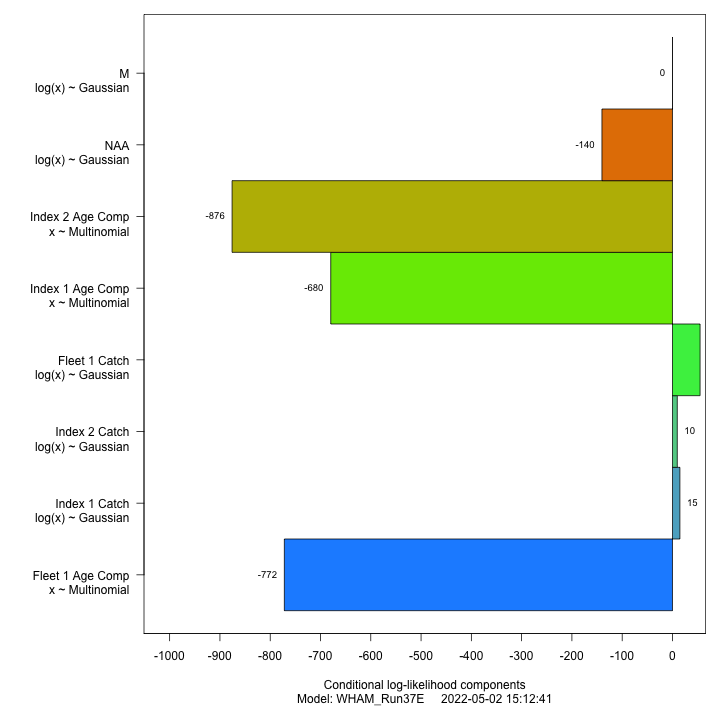 M
log(x) ~ Gaussian
0
NAA
log(x) ~ Gaussian
-140
Index 2 Age Comp
x ~ Multinomial
-876
Index 1 Age Comp
x ~ Multinomial
-680
Fleet 1 Catch
log(x) ~ Gaussian
Index 2 Catch
log(x) ~ Gaussian
10
Index 1 Catch
log(x) ~ Gaussian
15
Fleet 1 Age Comp
x ~ Multinomial
-772
-1000 -900 -800 -700 -600 -500 -400 -300 -200 -100 0
Conditional log-likelihood components
Model: WHAM_Run37E 2022-05-02 15:12:41